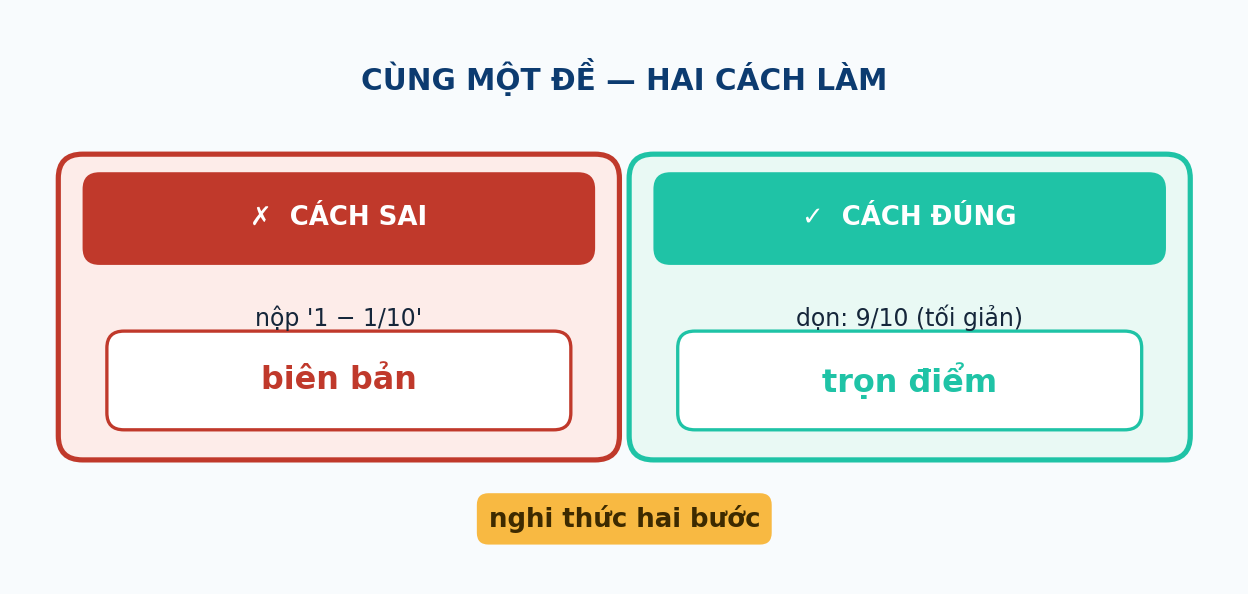 CÙNG MỘT ĐỀ — HAI CÁCH LÀM
✗ CÁCH SAI
nộp '1 − 1/10'
biên bản
✓ CÁCH ĐÚNG
dọn: 9/10 (tối giản)
trọn điểm
nghi thức hai bước